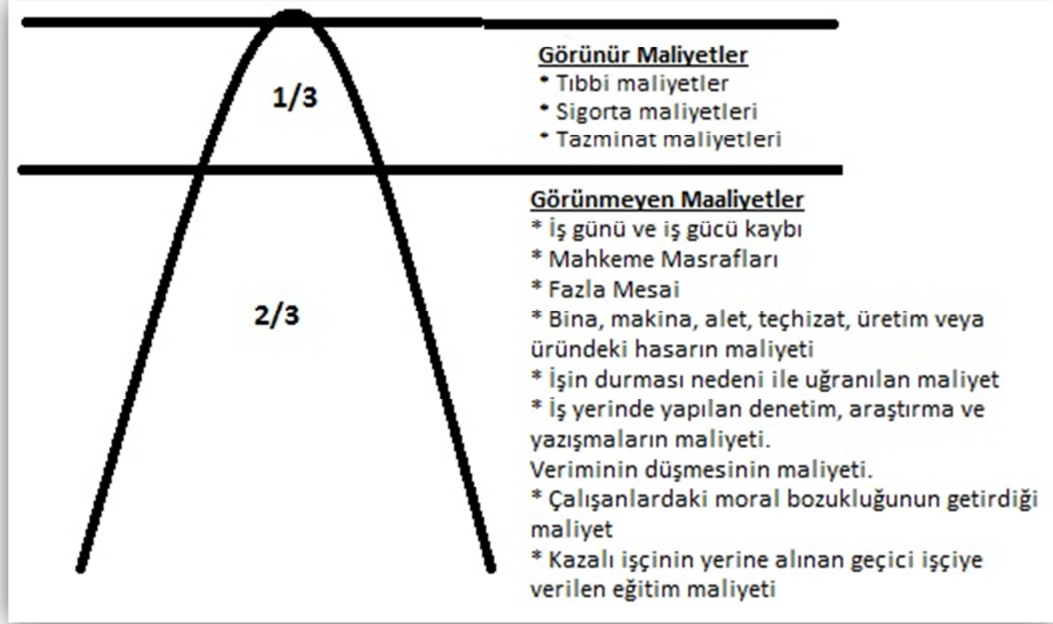 1/3
Görünür Maliyetler
* Tıbbi maliyetler
* Sigorta maliyetleri
* Tazminat maliyetleri
2/3
Görünmeyen Maaliyetler
* İş günü ve iş gücü kaybı
* Mahkeme Masrafları
* Fazla Mesai
* Bina, makina, alet, teçhizat, üretim veya
üründeki hasarın maliyeti
* İşin durması nedeni ile uğranılan maliyet
* İş yerinde yapılan denetim, araştırma ve
yazışmaların maliyeti.
Veriminin düşmesinin maliyeti.
* Çalışanlardaki moral bozukluğunun getirdiği
maliyet
* Kazalı işçinin yerine alınan geçici işçiye
verilen eğitim maliyeti